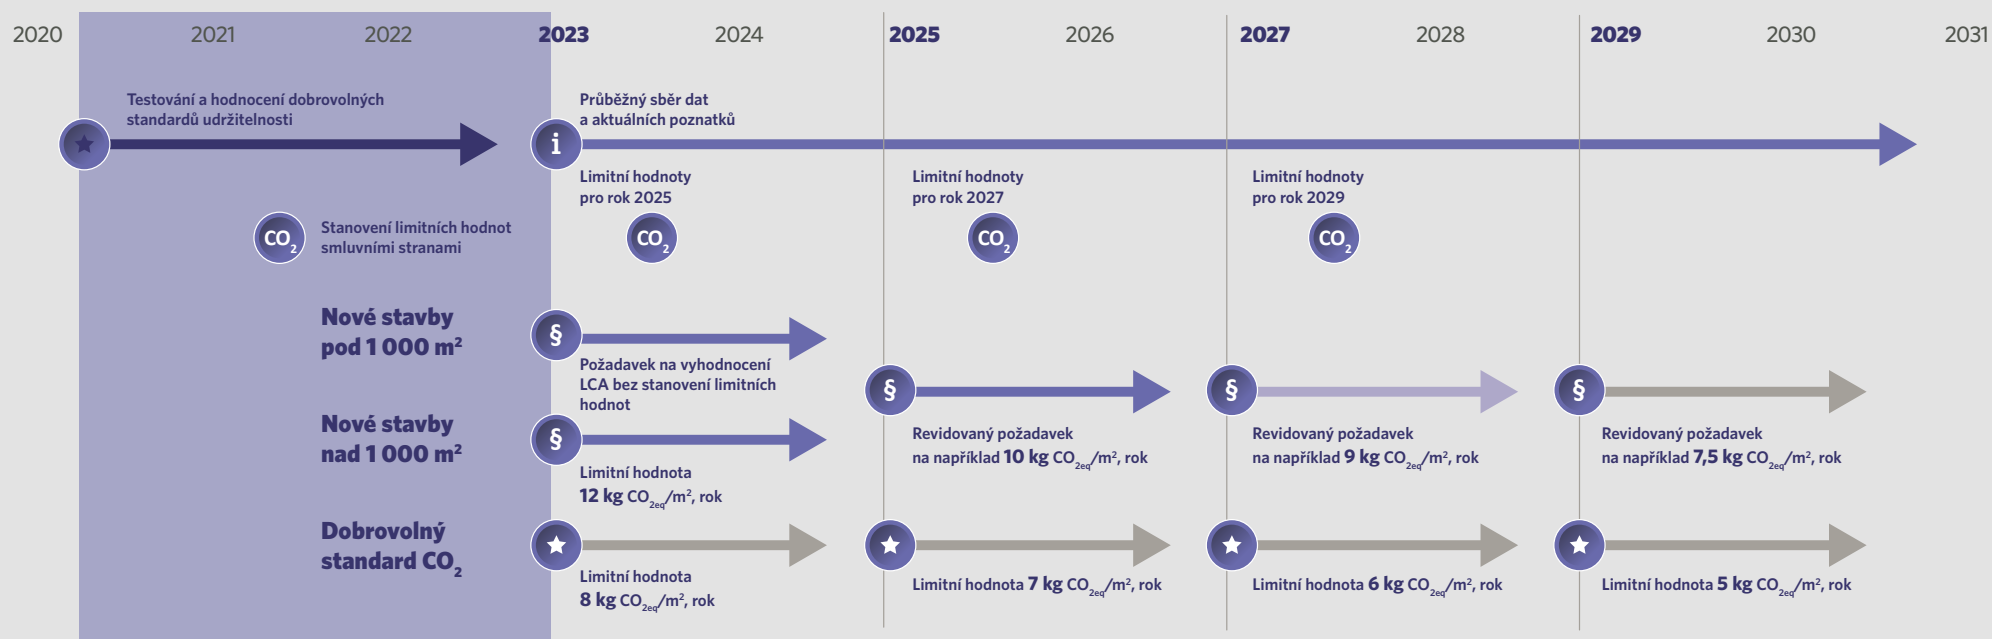 2020 2021 2022 2023 2024 2025 2026 2027 2028 2029 2030 2031
Testování a hodnocení dobrovolných
standardů udržitelnosti
Průběžný sběr dat
a aktuálních poznatků
i
Limitní hodnoty
pro rok 2025
Limitní hodnoty
pro rok 2027
Limitní hodnoty
pro rok 2029
CO₂
Stanovení limitních hodnot
smluvními stranami
CO₂
CO₂
CO₂
Nové stavby
pod 1 000 m²
§
Požadavek na vyhodnocení
LCA bez stanovení limitních
hodnot
Nové stavby
nad 1 000 m²
§
Limitní hodnota
12 kg CO₂eq/m², rok
§
Revidovaný požadavek
na například 10 kg CO₂eq/m², rok
§
Revidovaný požadavek
na například 9 kg CO₂eq/m², rok
§
Revidovaný požadavek
na například 7,5 kg CO₂eq/m², rok
Dobrovolný
standard CO₂
Limitní hodnota
8 kg CO₂eq/m², rok
Limitní hodnota 7 kg CO₂eq/m², rok
Limitní hodnota 6 kg CO₂eq/m², rok
Limitní hodnota 5 kg CO₂eq/m², rok